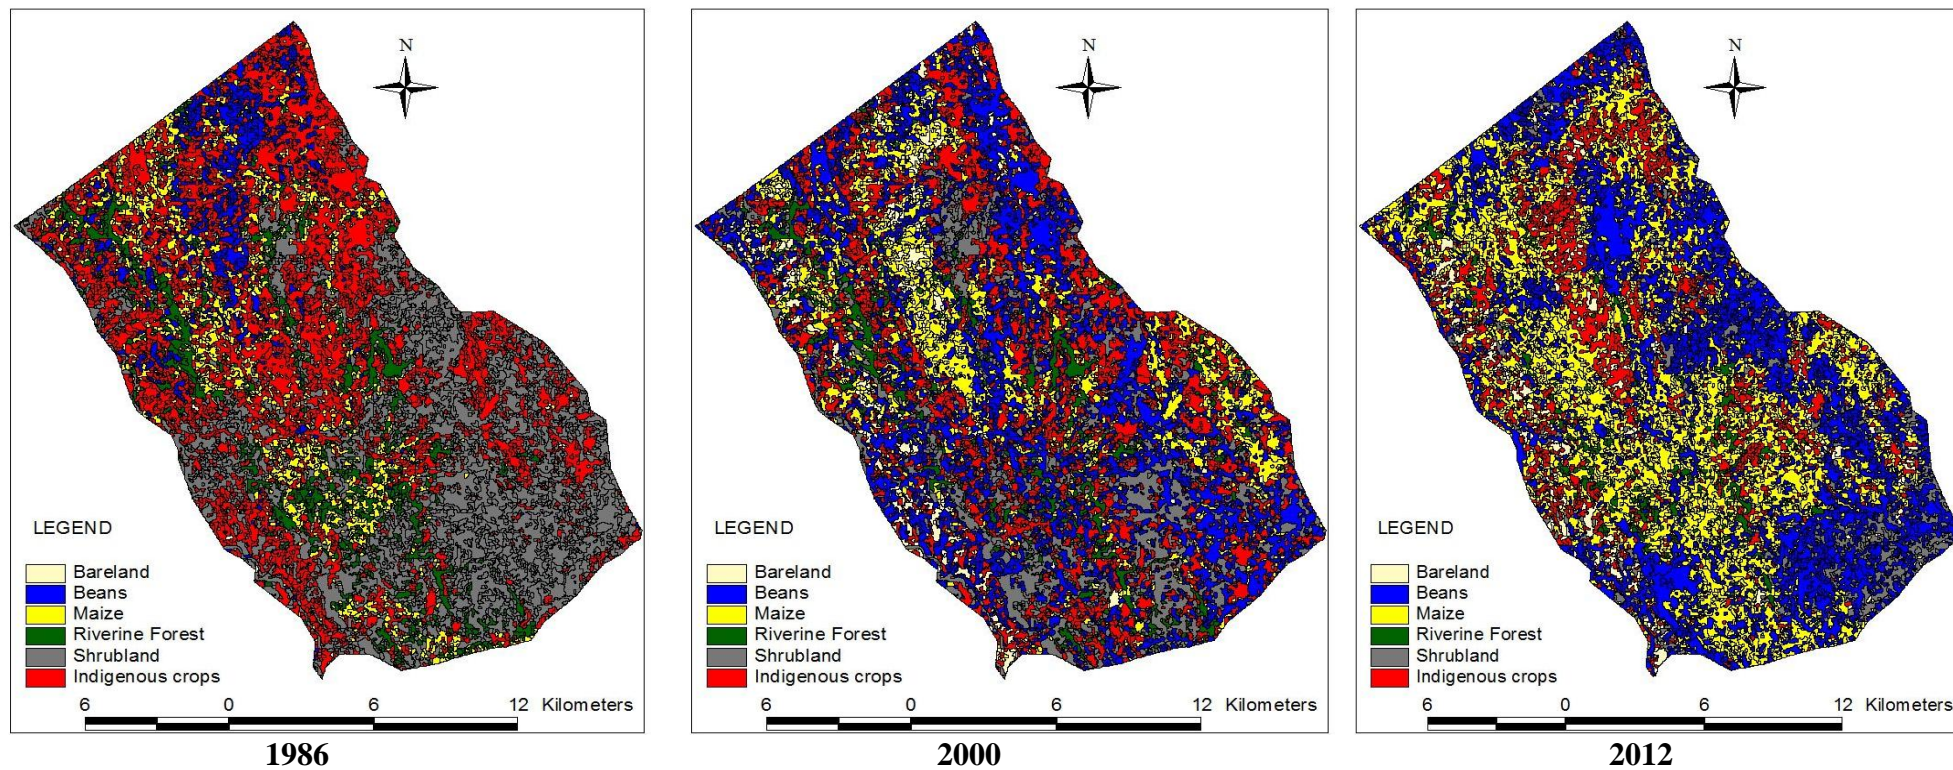 N
LEGEND
Bareland
Beans
Maize
Riverine Forest
Shrubland
Indigenous crops
6 0 6 12 Kilometers
1986
N
LEGEND
Bareland
Beans
Maize
Riverine Forest
Shrubland
Indigenous crops
6 0 6 12 Kilometers
2000
N
LEGEND
Bareland
Beans
Maize
Riverine Forest
Shrubland
Indigenous crops
6 0 6 12 Kilometers
2012